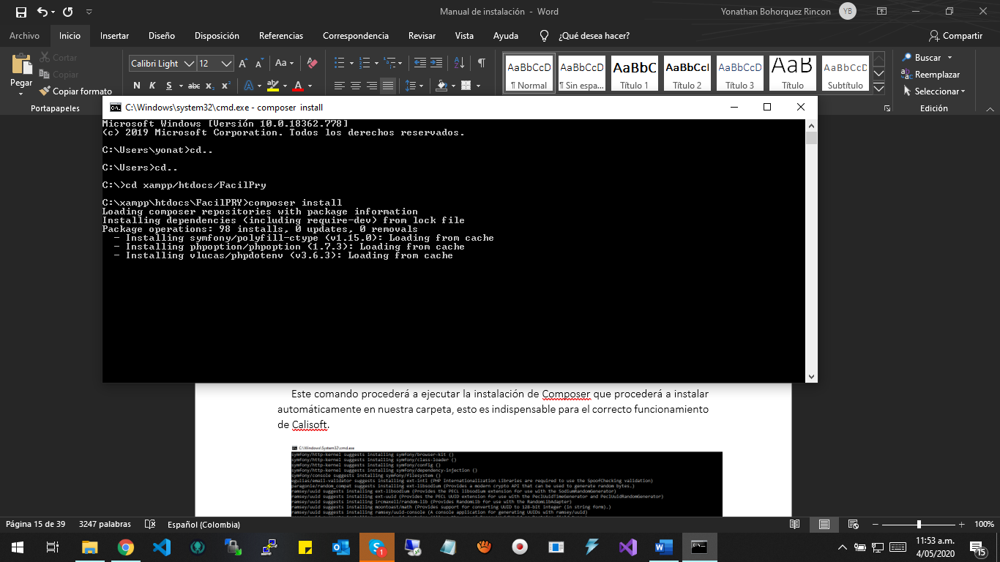 Manual de instalación - Word
Yonathan Bohorquez Rincon
YB
Archivo Inicio Insertar Diseño Disposición Referencias Correspondencia Revisar Vista Ayuda ¿Qué desea hacer? Compartir
Pegar
Cortar
Copiar
Copiar formato
Portapapeles
Calibri Light 12
N K S abc x₂ x²
AaBbCcD AaBbCcD AaBbC AaBbCcI AaBbCcD AaB AaBbCcD
¶ Normal ¶ Sin espa... Título 1 Título 2 Título 3 Título Subtítulo
Buscar
Reemplazar
Seleccionar
Edición
C:\Windows\system32\cmd.exe - composer install
Microsoft Windows [Versión 10.0.18362.778]
(c) 2019 Microsoft Corporation. Todos los derechos reservados.
C:\Users\yonat>cd..
C:\Users>cd..
C:\>cd xampp/htdocs/FacilPry
C:\xampp\htdocs\FacilPRY>composer install
Loading composer repositories with package information
Installing dependencies (including require-dev) from lock file
Package operations: 98 installs, 0 updates, 0 removals
- Installing symfony/polyfill-ctype (v1.15.0): Loading from cache
- Installing phpoption/phpoption (1.7.3): Loading from cache
- Installing vlucas/phpdotenv (v3.6.3): Loading from cache
Este comando procederá a ejecutar la instalación de Composer que procederá a instalar
automáticamente en nuestra carpeta, esto es indispensable para el correcto funcionamiento
de Calisoft.
C:\Windows\System32\cmd.exe
symfony/http-kernel suggests installing symfony/browser-kit ()
symfony/http-kernel suggests installing symfony/class-loader ()
symfony/http-kernel suggests installing symfony/config ()
symfony/http-kernel suggests installing symfony/dependency-injection ()
symfony/console suggests installing symfony/filesystem ()
egulias/email-validator suggests installing ext-intl (PHP Internationalization Libraries are required to use the SpoofChecking validation)
paragonie/random_compat suggests installing ext-libsodium (Provides a modern crypto API that can be used to generate random bytes.)
ramsey/uuid suggests installing ext-libsodium (Provides the PECL libsodium extension for use with the SodiumRandomGenerator)
ramsey/uuid suggests installing ext-uuid (Provides the PECL UUID extension for use with the PeclUuidTimeGenerator and PeclUuidRandomGenerator)
ramsey/uuid suggests installing ircmaxell/random-lib (Provides RandomLib for use with the RandomLibAdapter)
ramsey/uuid suggests installing moontoast/math (Provides support for converting UUID to 128-bit integer (in string form).)
ramsey/uuid suggests installing ramsey/uuid-console (A console application for generating UUIDs with ramsey/uuid)
Página 15 de 39 3247 palabras Español (Colombia) 100%
11:53 a.m.
4/05/2020
1
15